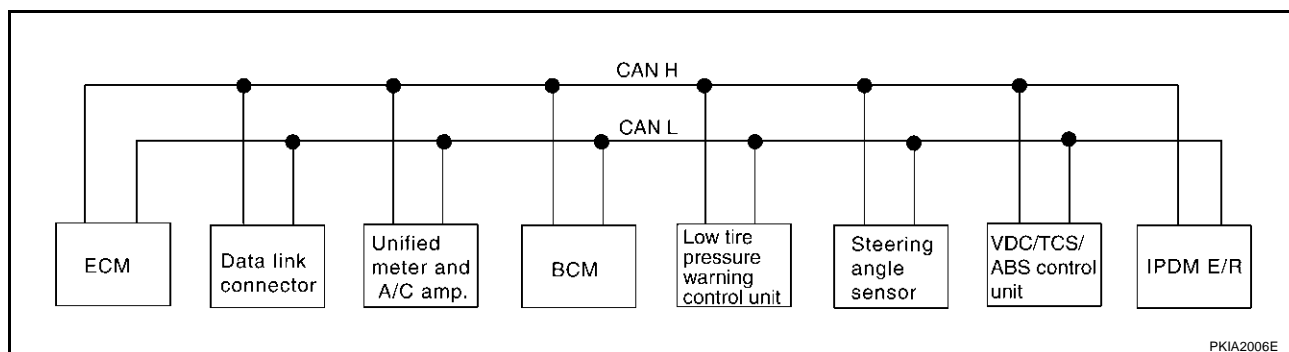 CAN H
CAN L
ECM
Data link
connector
Unified
meter and
A/C amp.
BCM
Low tire
pressure
warning
control unit
Steering
angle
sensor
VDC/TCS/
ABS control
unit
IPDM E/R
PKIA2006E